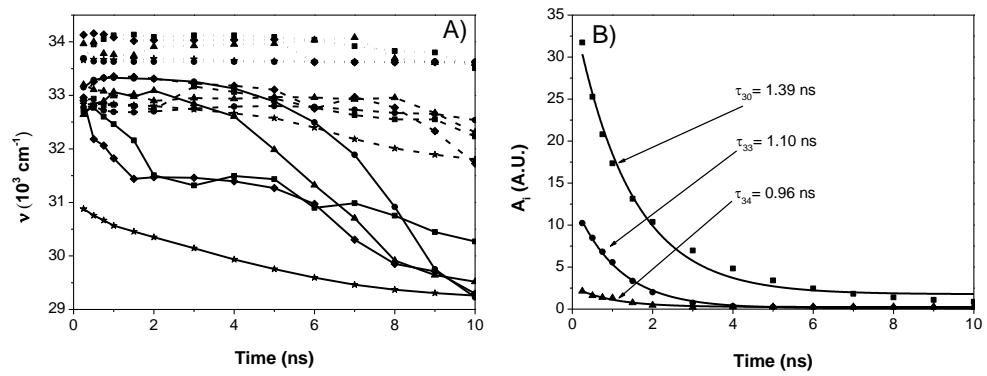 A)
34
33
32
31
30
29
0
2
4
6
8
10
ν (10³ cm⁻¹)
Time (ns)
B)
35
30
25
20
15
10
5
0
0
2
4
6
8
10
Aᵢ (A.U.)
Time (ns)
τ₃₀= 1.39 ns
τ₃₃= 1.10 ns
τ₃₄= 0.96 ns